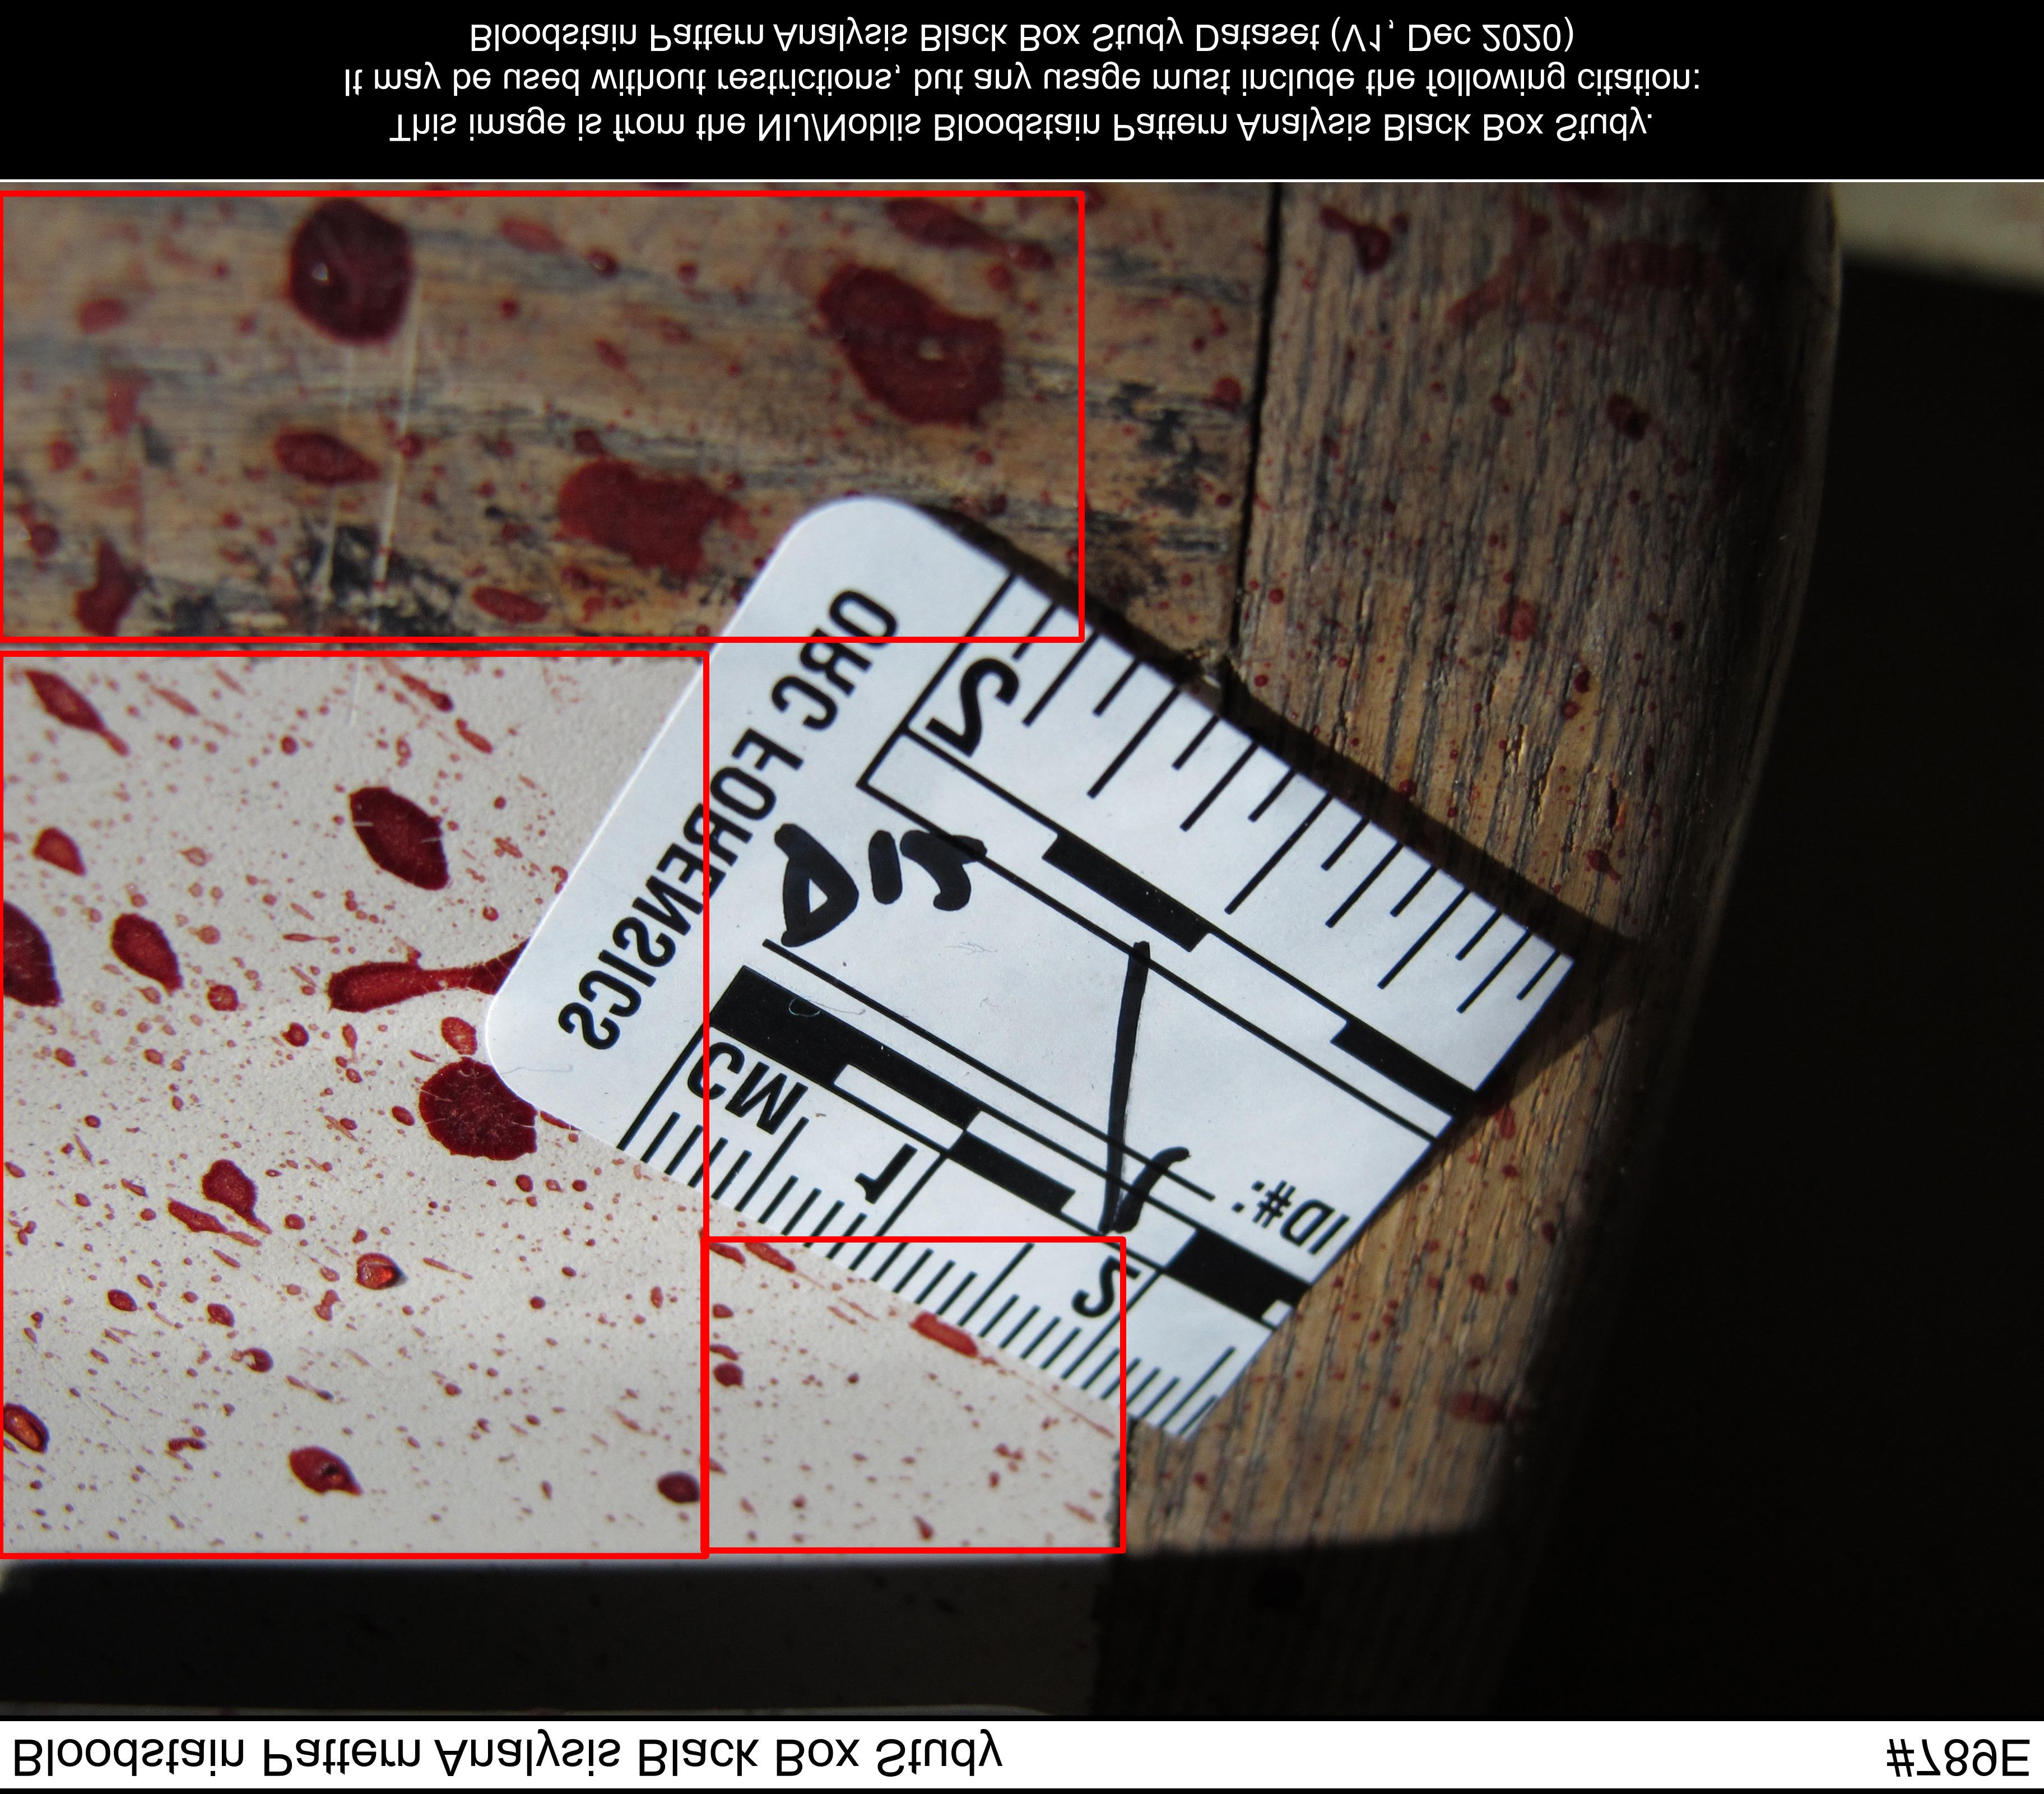 Bloodstain Pattern Analysis Black Box Study
#789E
ID#:
2
1
CM
ORC FORENSICS
This image is from the NIJ/Noblis Bloodstain Pattern Analysis Black Box Study.
It may be used without restrictions, but any usage must include the following citation:
Bloodstain Pattern Analysis Black Box Study Dataset (V1, Dec 2020)